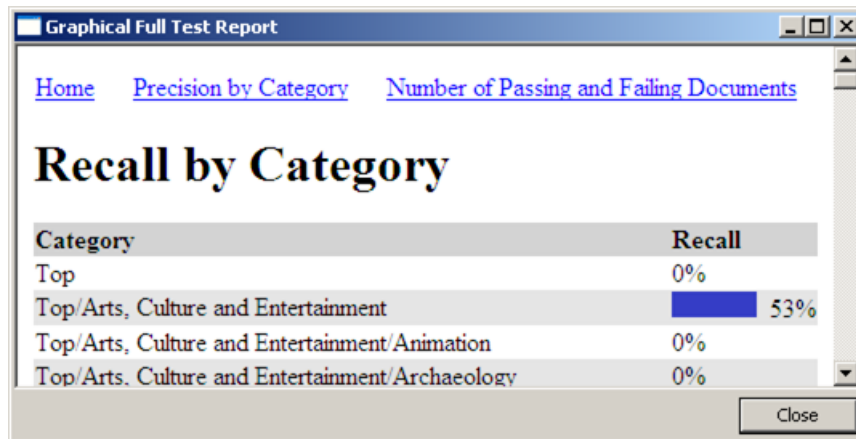 Graphical Full Test Report
Home Precision by Category Number of Passing and Failing Documents
Recall by Category
Category Recall
Top 0%
Top/Arts, Culture and Entertainment 53%
Top/Arts, Culture and Entertainment/Animation 0%
Top/Arts, Culture and Entertainment/Archaeology 0%
Close